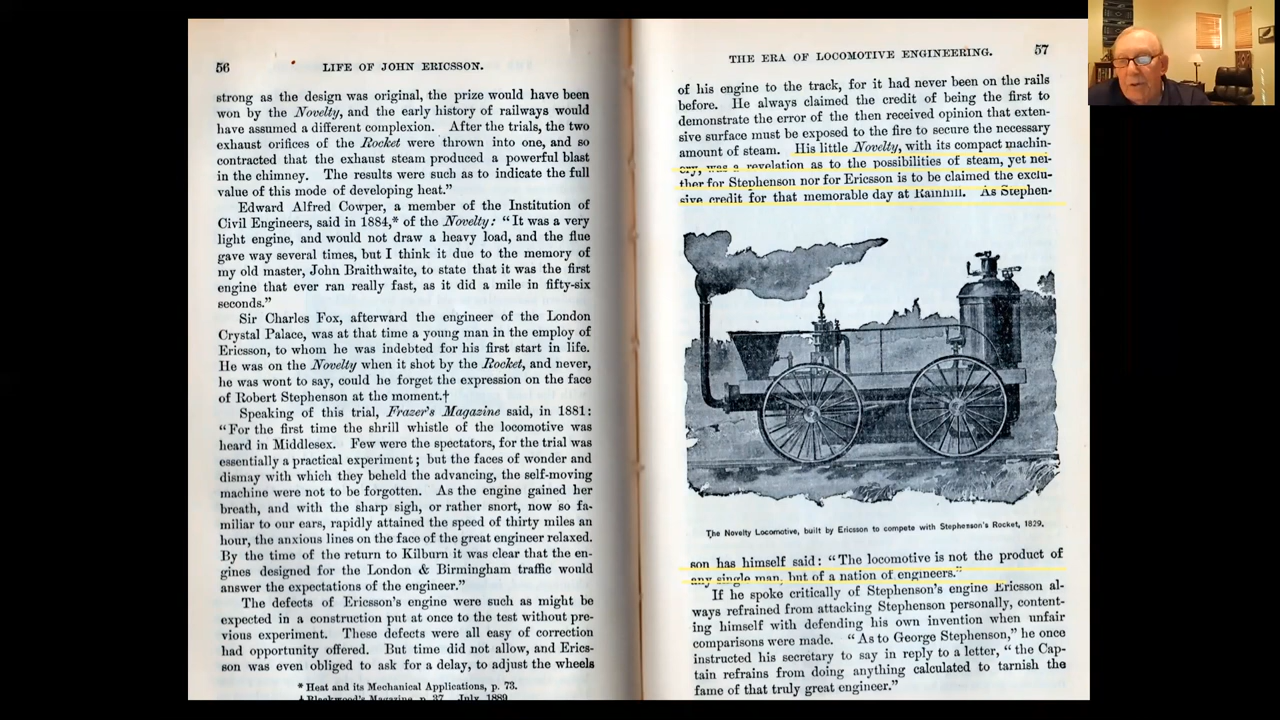 56 LIFE OF JOHN ERICSSON.
strong as the design was original, the prize would have been
won by the Novelty, and the early history of railways would
have assumed a different complexion. After the trials, the two
exhaust orifices of the Rocket were thrown into one, and so
contracted that the exhaust steam produced a powerful blast
in the chimney. The results were such as to indicate the full
value of this mode of developing heat.”
Edward Alfred Cowper, a member of the Institution of
Civil Engineers, said in 1884,* of the Novelty: “It was a very
light engine, and would not draw a heavy load, and the flue
gave way several times, but I think it due to the memory of
my old master, John Braithwaite, to state that it was the first
engine that ever ran really fast, as it did a mile in fifty-six
seconds.”
Sir Charles Fox, afterward the engineer of the London
Crystal Palace, was at that time a young man in the employ of
Ericsson, to whom he was indebted for his first start in life.
He was on the Novelty when it shot by the Rocket, and never,
he was wont to say, could he forget the expression on the face
of Robert Stephenson at the moment.†
Speaking of this trial, Frazer's Magazine said, in 1881:
“For the first time the shrill whistle of the locomotive was
heard in Middlesex. Few were the spectators, for the trial was
essentially a practical experiment; but the faces of wonder and
dismay with which they beheld the advancing, the self-moving
machine were not to be forgotten. As the engine gained her
breath, and with the sharp sigh, or rather snort, now so fa-
miliar to our ears, rapidly attained the speed of thirty miles an
hour, the anxious lines on the face of the great engineer relaxed.
By the time of the return to Kilburn it was clear that the en-
gines designed for the London & Birmingham traffic would
answer the expectations of the engineer.”
The defects of Ericsson's engine were such as might be
expected in a construction put at once to the test without pre-
vious experiment. These defects were all easy of correction
had opportunity offered. But time did not allow, and Erics-
son was even obliged to ask for a delay, to adjust the wheels
* Heat and its Mechanical Applications, p. 73.
† Blackwood's Magazine, p. 37, July, 1889.
THE ERA OF LOCOMOTIVE ENGINEERING. 57
of his engine to the track, for it had never been on the rails
before. He always claimed the credit of being the first to
demonstrate the error of the then received opinion that exten-
sive surface must be exposed to the fire to secure the necessary
amount of steam. His little Novelty, with its compact machin-
ery, was a revelation as to the possibilities of steam, yet nei-
ther for Stephenson nor for Ericsson is to be claimed the exclu-
sive credit for that memorable day at Rainhill. As Stephen-
The Novelty Locomotive, built by Ericsson to compete with Stephenson's Rocket, 1829.
son has himself said: “The locomotive is not the product of
any single man, but of a nation of engineers.”
If he spoke critically of Stephenson's engine Ericsson al-
ways refrained from attacking Stephenson personally, content-
ing himself with defending his own invention when unfair
comparisons were made. “As to George Stephenson,” he once
instructed his secretary to say in reply to a letter, “the Cap-
tain refrains from doing anything calculated to tarnish the
fame of that truly great engineer.”